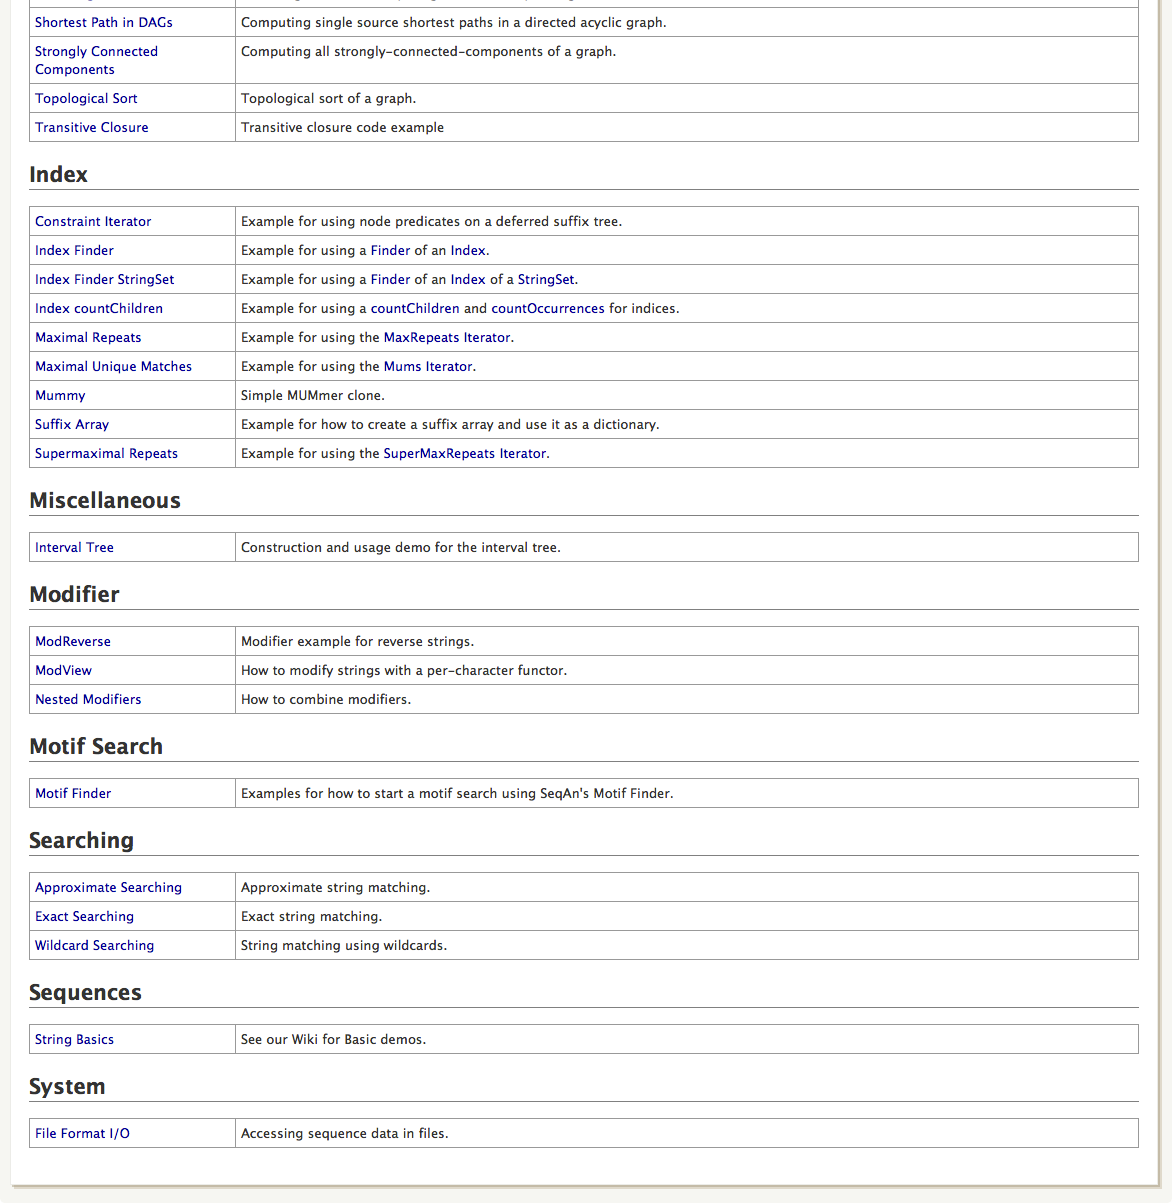 Shortest Path in DAGs Computing single source shortest paths in a directed acyclic graph.
Strongly Connected Computing all strongly-connected-components of a graph.
Components
Topological Sort Topological sort of a graph.
Transitive Closure Transitive closure code example
Index
Constraint Iterator Example for using node predicates on a deferred suffix tree.
Index Finder Example for using a Finder of an Index.
Index Finder StringSet Example for using a Finder of an Index of a StringSet.
Index countChildren Example for using a countChildren and countOccurrences for indices.
Maximal Repeats Example for using the MaxRepeats Iterator.
Maximal Unique Matches Example for using the Mums Iterator.
Mummy Simple MUMmer clone.
Suffix Array Example for how to create a suffix array and use it as a dictionary.
Supermaximal Repeats Example for using the SuperMaxRepeats Iterator.
Miscellaneous
Interval Tree Construction and usage demo for the interval tree.
Modifier
ModReverse Modifier example for reverse strings.
ModView How to modify strings with a per-character functor.
Nested Modifiers How to combine modifiers.
Motif Search
Motif Finder Examples for how to start a motif search using SeqAn's Motif Finder.
Searching
Approximate Searching Approximate string matching.
Exact Searching Exact string matching.
Wildcard Searching String matching using wildcards.
Sequences
String Basics See our Wiki for Basic demos.
System
File Format I/O Accessing sequence data in files.